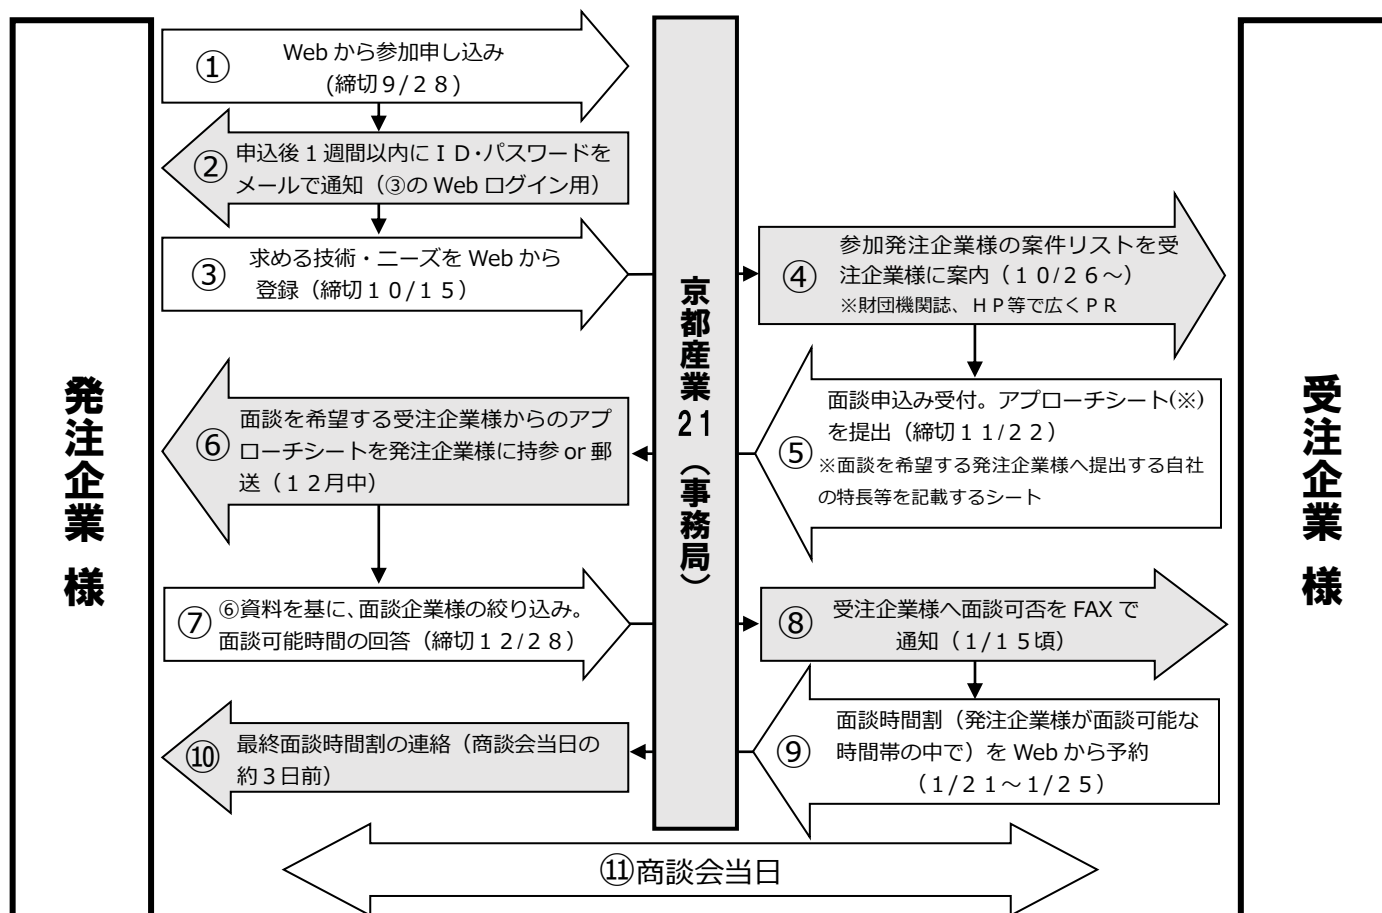 発注企業 様
①
Web から参加申し込み
(締切９/２８)
②
申込後１週間以内にＩＤ・パスワードを
メールで通知（③の Web ログイン用）
③
求める技術・ニーズを Web から
登録（締切１０/１５）
京都産業21（事務局）
④
参加発注企業様の案件リストを受
注企業様に案内（１０/２６～）
※財団機関誌、ＨＰ等で広くＰＲ
⑤
面談申込み受付。アプローチシート(※)
を提出（締切１１/２２）
※面談を希望する発注企業様へ提出する自社
の特長等を記載するシート
⑥
面談を希望する受注企業様からのアプ
ローチシートを発注企業様に持参 or 郵
送（１２月中）
⑦
⑥資料を基に、面談企業様の絞り込み。
面談可能時間の回答（締切１２/２８）
⑧
受注企業様へ面談可否を FAX で
通知（１/１５頃）
⑨
面談時間割（発注企業様が面談可能な
時間帯の中で）を Web から予約
（１/２１～１/２５）
⑩
最終面談時間割の連絡（商談会当日の
約３日前）
⑪商談会当日
受注企業 様